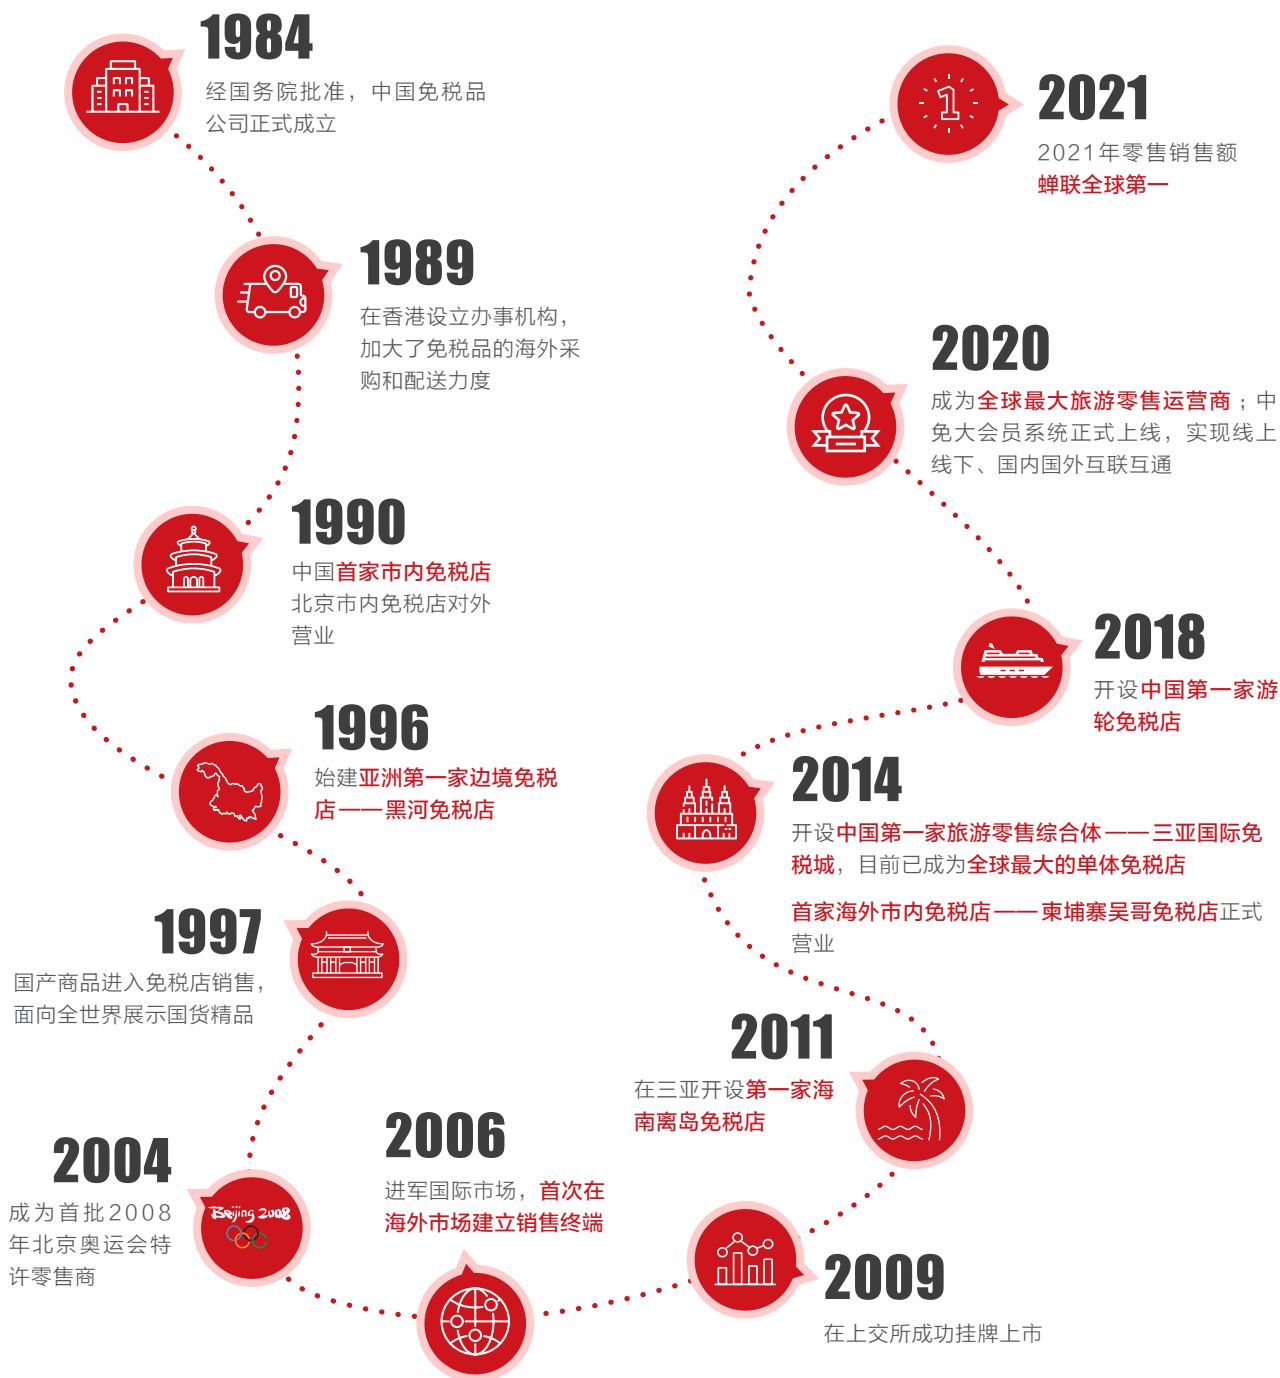 1984
经国务院批准，中国免税品
公司正式成立
1989
在香港设立办事机构，
加大了免税品的海外采
购和配送力度
1990
中国首家市内免税店
北京市内免税店对外
营业
1996
始建亚洲第一家边境免税
店——黑河免税店
1997
国产商品进入免税店销售，
面向全世界展示国货精品
2004
成为首批2008
年北京奥运会特
许零售商
Beijing 2008
2006
进军国际市场，首次在
海外市场建立销售终端
2009
在上交所成功挂牌上市
2011
在三亚开设第一家海
南离岛免税店
2014
开设中国第一家旅游零售综合体——三亚国际免
税城，目前已成为全球最大的单体免税店
首家海外市内免税店——柬埔寨吴哥免税店正式
营业
2018
开设中国第一家游
轮免税店
2020
成为全球最大旅游零售运营商；中
免大会员系统正式上线，实现线上
线下、国内国外互联互通
2021
2021年零售销售额
蝉联全球第一
1